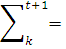 ∑_k^{t+1} =